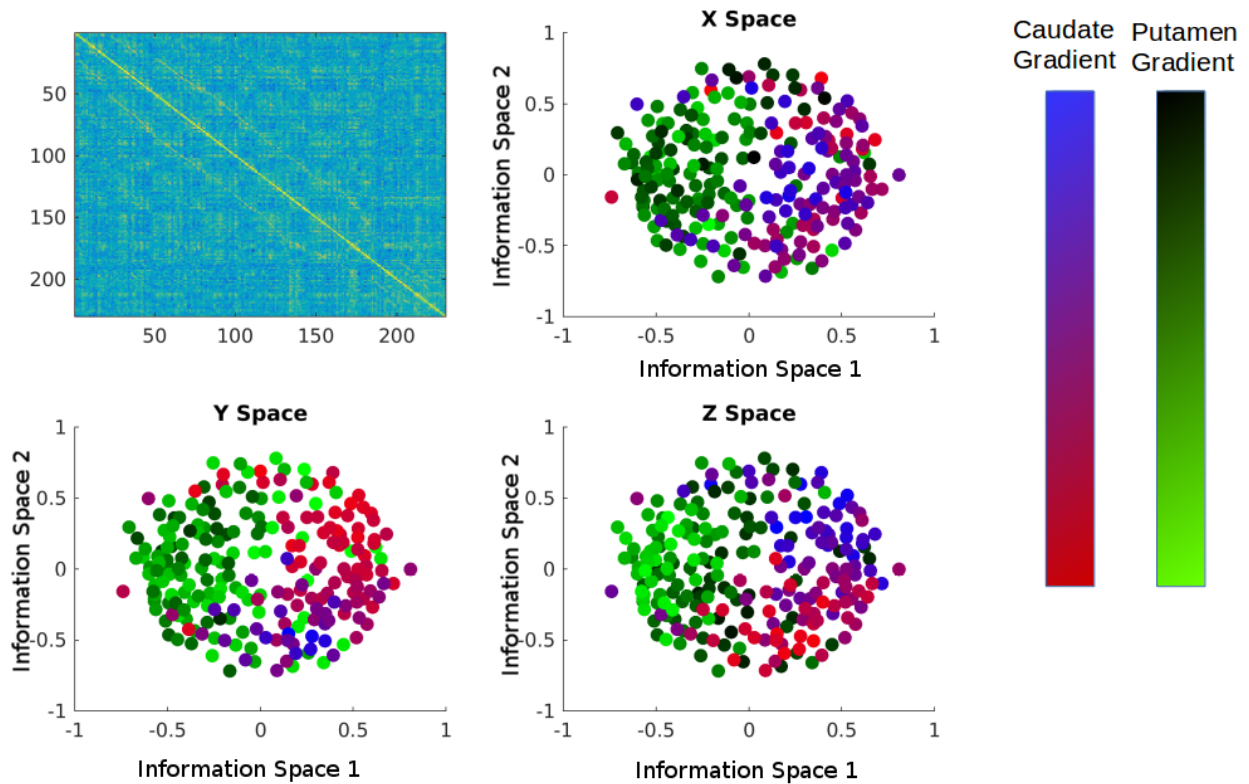 50
100
150
200
50 100 150 200
X Space
1
0.5
0
-0.5
-1
-1 -0.5 0 0.5 1
Information Space 2
Information Space 1
Caudate
Gradient
Putamen
Gradient
Y Space
1
0.5
0
-0.5
-1
-1 -0.5 0 0.5 1
Information Space 2
Information Space 1
Z Space
1
0.5
0
-0.5
-1
-1 -0.5 0 0.5 1
Information Space 2
Information Space 1